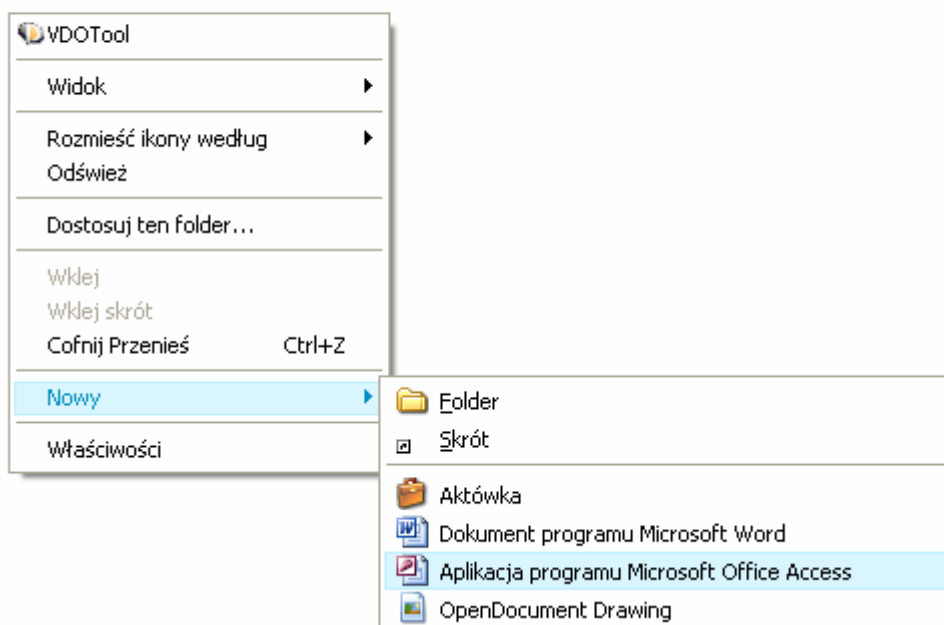 VDOTool
Widok
Rozmieść ikony według
Odśwież
Dostosuj ten folder...
Wklej
Wklej skrót
Cofnij Przenieś Ctrl+Z
Nowy
Właściwości
Folder
Skrót
Aktówka
Dokument programu Microsoft Word
Aplikacja programu Microsoft Office Access
OpenDocument Drawing